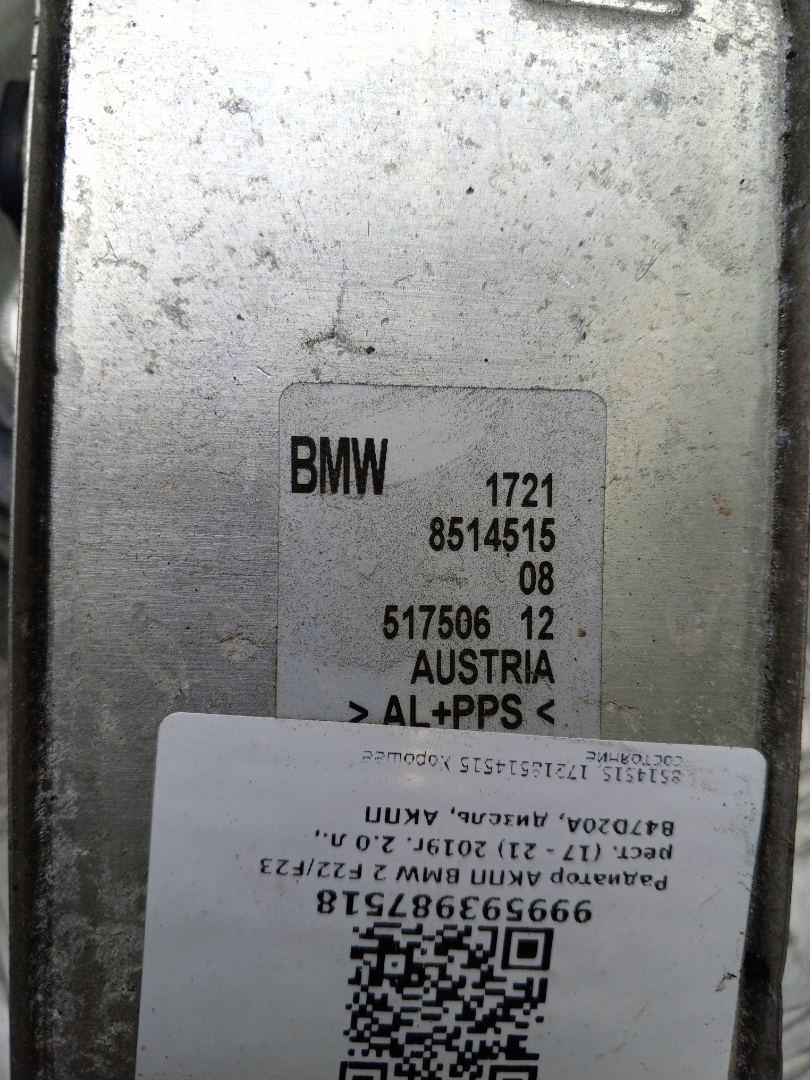 BMW
1721
8514515
08
517506 12
AUSTRIA
> AL+PPS <
999593987518
Радиатор АКПП BMW 2 F22/F23
рест. (17 - 21) 2019г. 2.0 л.,
B47D20A, дизель, АКПП
8514515, 17218514515 Хорошее
состояние